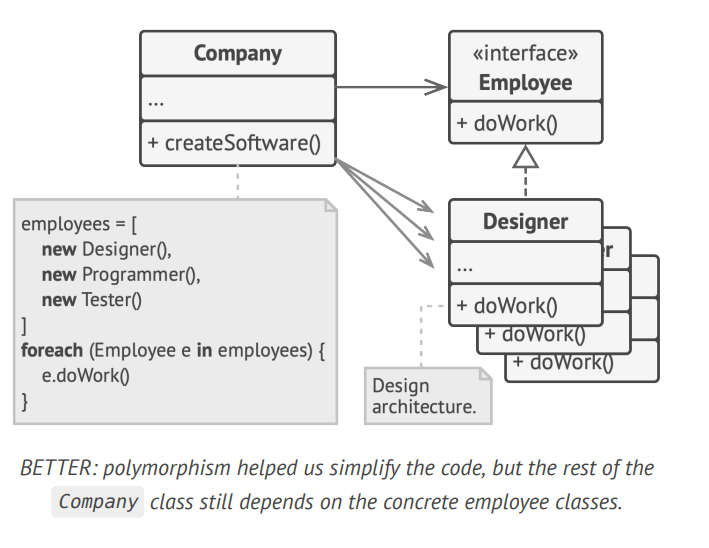 Company
...
+ createSoftware()
«interface»
Employee
+ doWork()
employees = [
new Designer(),
new Programmer(),
new Tester()
]
foreach (Employee e in employees) {
e.doWork()
}
Designer
...
+ doWork()
+ doWork()
+ doWork()
Design
architecture.
BETTER: polymorphism helped us simplify the code, but the rest of the
Company class still depends on the concrete employee classes.